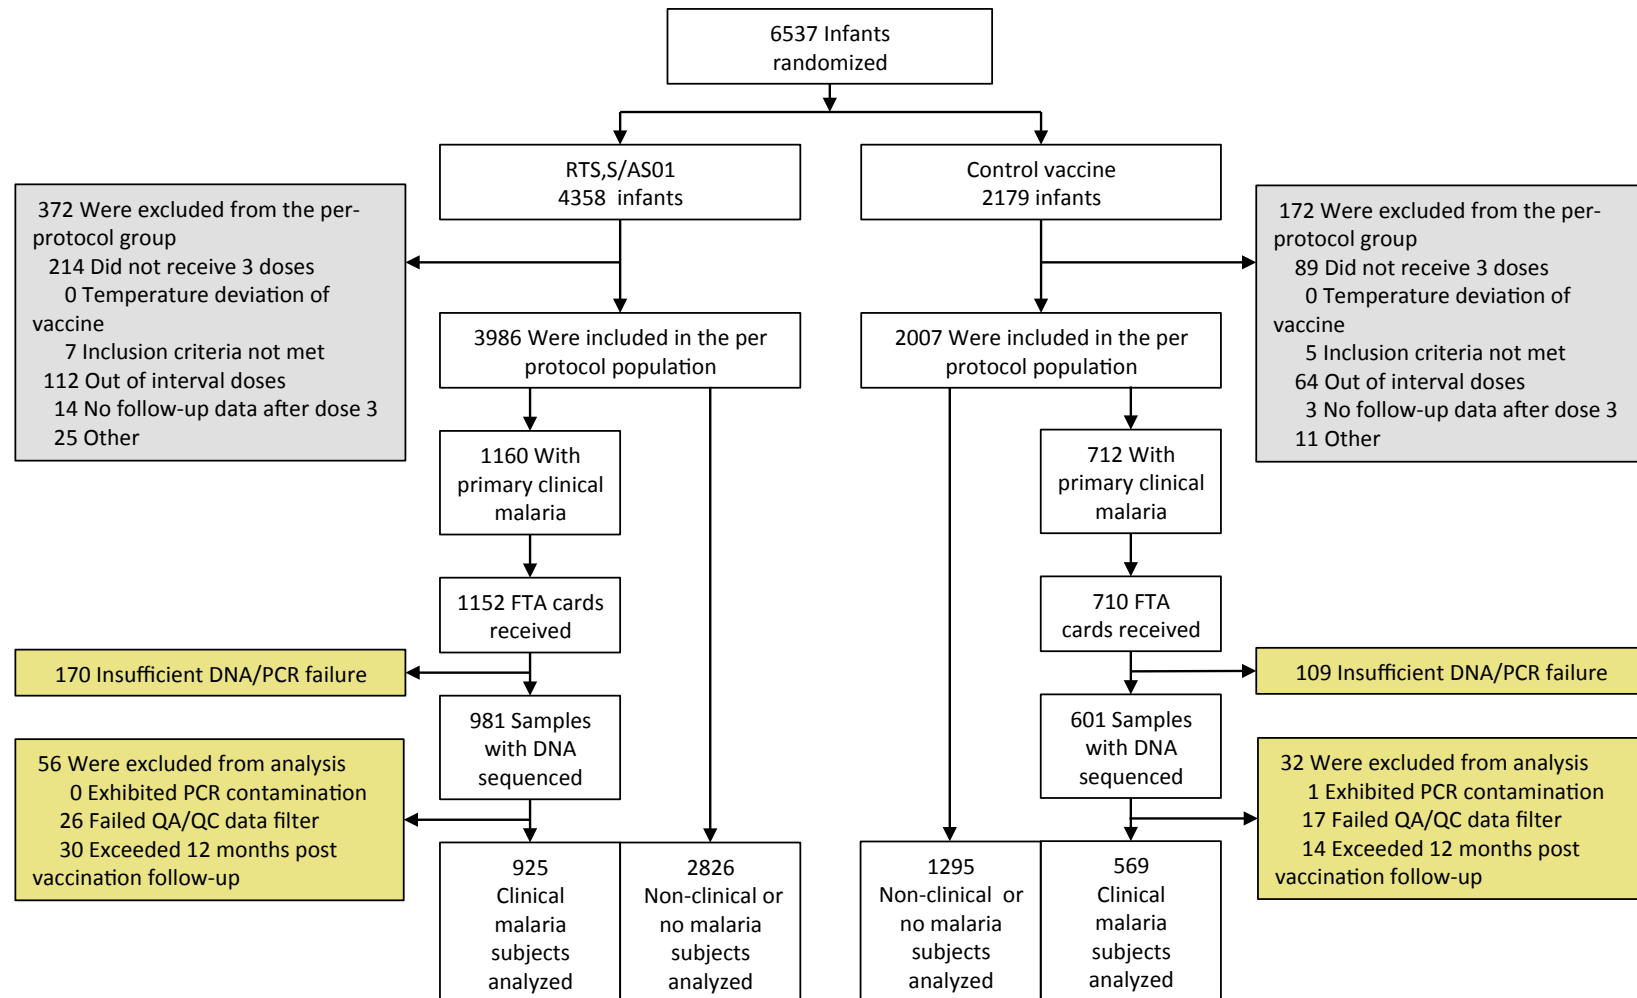 6537 Infants
randomized
RTS,S/AS01
4358 infants
Control vaccine
2179 infants
372 Were excluded from the per-
protocol group
214 Did not receive 3 doses
0 Temperature deviation of
vaccine
7 Inclusion criteria not met
112 Out of interval doses
14 No follow-up data after dose 3
25 Other
172 Were excluded from the per-
protocol group
89 Did not receive 3 doses
0 Temperature deviation of
vaccine
5 Inclusion criteria not met
64 Out of interval doses
3 No follow-up data after dose 3
11 Other
3986 Were included in the per
protocol population
2007 Were included in the per
protocol population
1160 With
primary clinical
malaria
712 With
primary clinical
malaria
1152 FTA cards
received
710 FTA
cards received
170 Insufficient DNA/PCR failure
109 Insufficient DNA/PCR failure
981 Samples
with DNA
sequenced
601 Samples
with DNA
sequenced
56 Were excluded from analysis
0 Exhibited PCR contamination
26 Failed QA/QC data filter
30 Exceeded 12 months post
vaccination follow-up
32 Were excluded from analysis
1 Exhibited PCR contamination
17 Failed QA/QC data filter
14 Exceeded 12 months post
vaccination follow-up
925
Clinical
malaria
subjects
analyzed
2826
Non-clinical or
no malaria
subjects
analyzed
1295
Non-clinical or
no malaria
subjects
analyzed
569
Clinical
malaria
subjects
analyzed